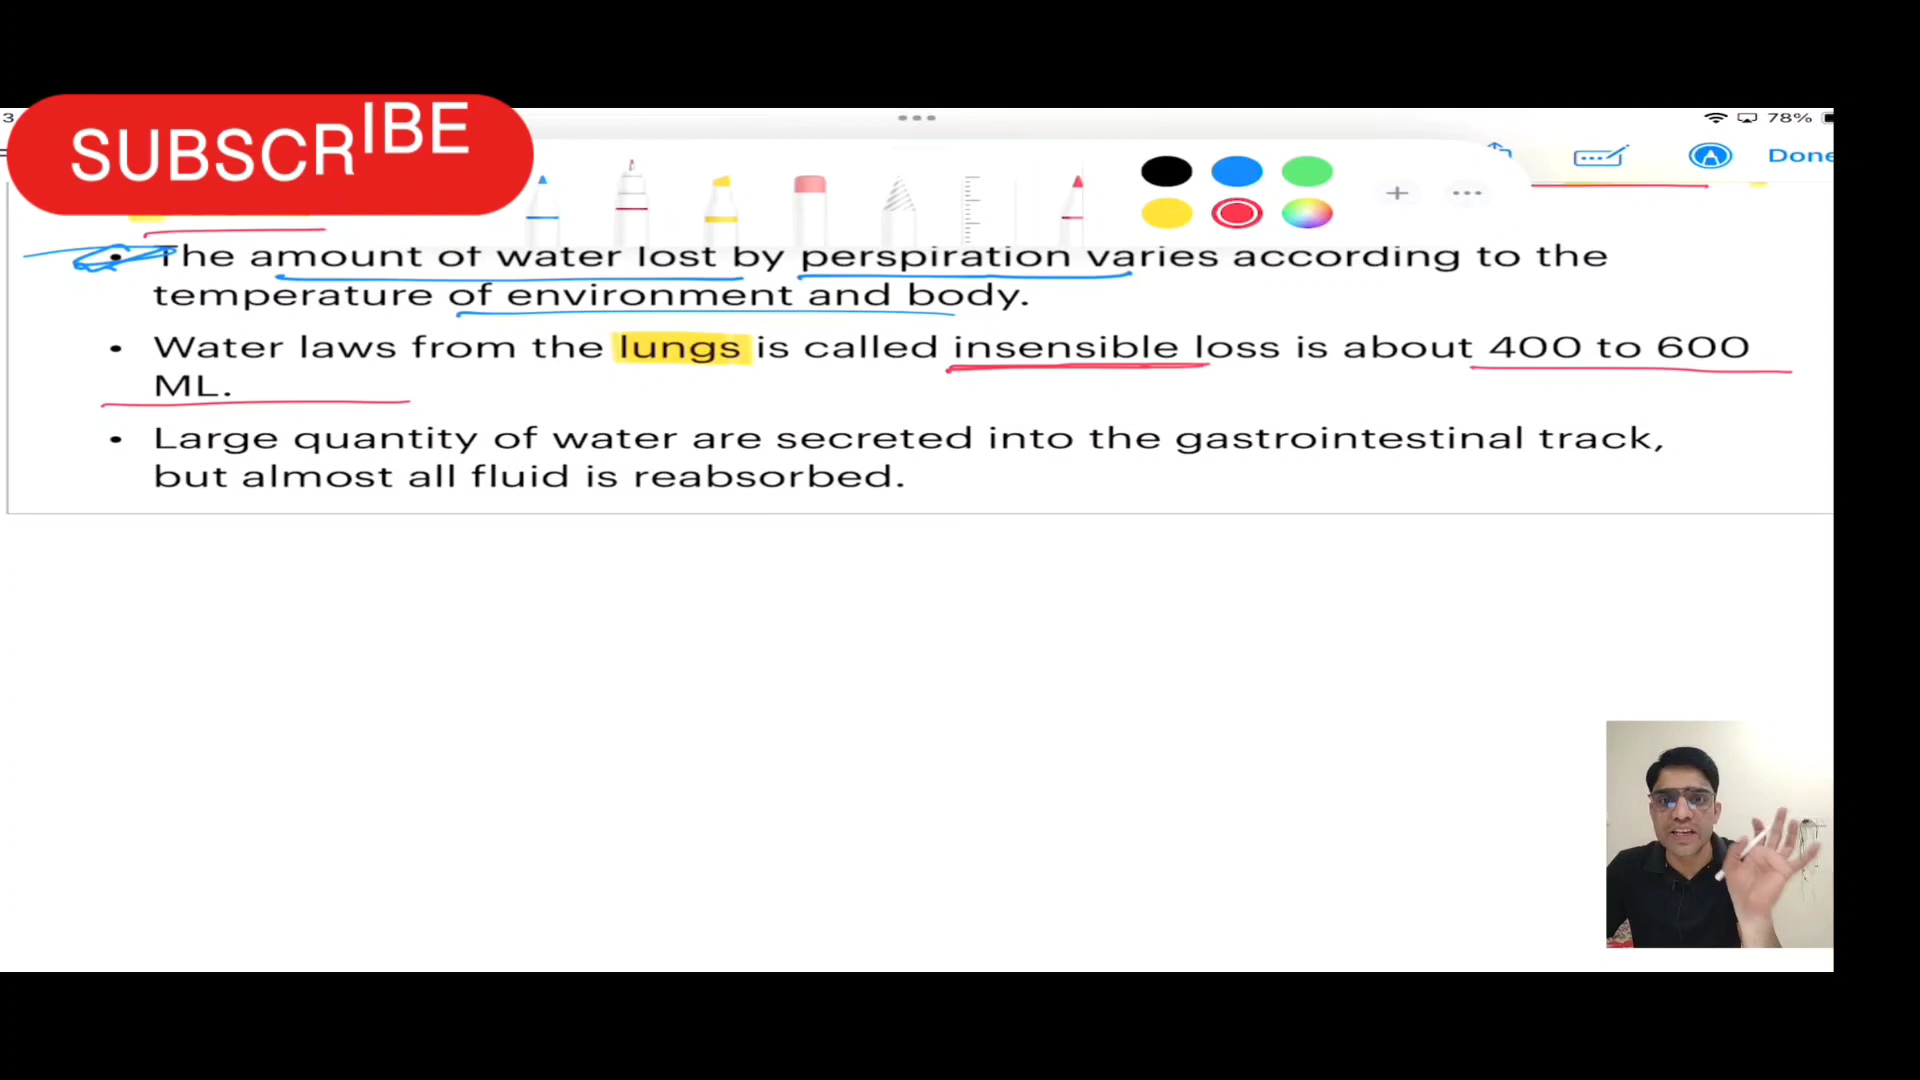 3
SUBSCRIBE
78%
Done
The amount of water lost by perspiration varies according to the
temperature of environment and body.
Water laws from the lungs is called insensible loss is about 400 to 600
ML.
Large quantity of water are secreted into the gastrointestinal track,
but almost all fluid is reabsorbed.